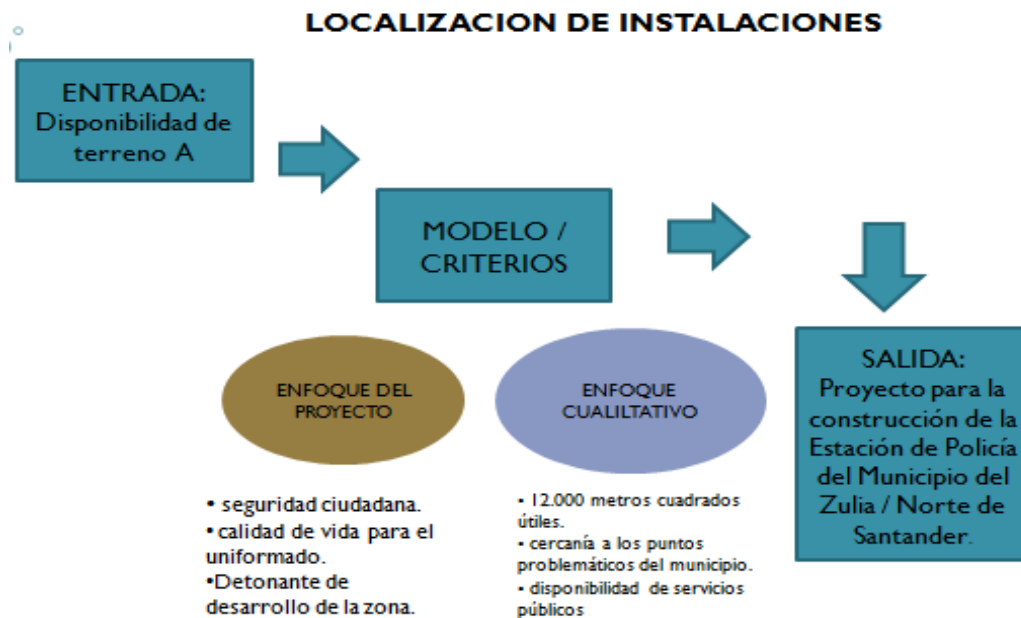 LOCALIZACION DE INSTALACIONES
ENTRADA:
Disponibilidad de
terreno A
MODELO /
CRITERIOS
ENFOQUE DEL
PROYECTO
ENFOQUE
CUALILTATIVO
SALIDA:
Proyecto para la
construcción de la
Estación de Policía
del Municipio del
Zulia / Norte de
Santander.
• seguridad ciudadana.
• calidad de vida para el
uniformado.
•Detonante de
desarrollo de la zona.
• 12.000 metros cuadrados
útiles.
• cercanía a los puntos
problemáticos del municipio.
• disponibilidad de servicios
públicos